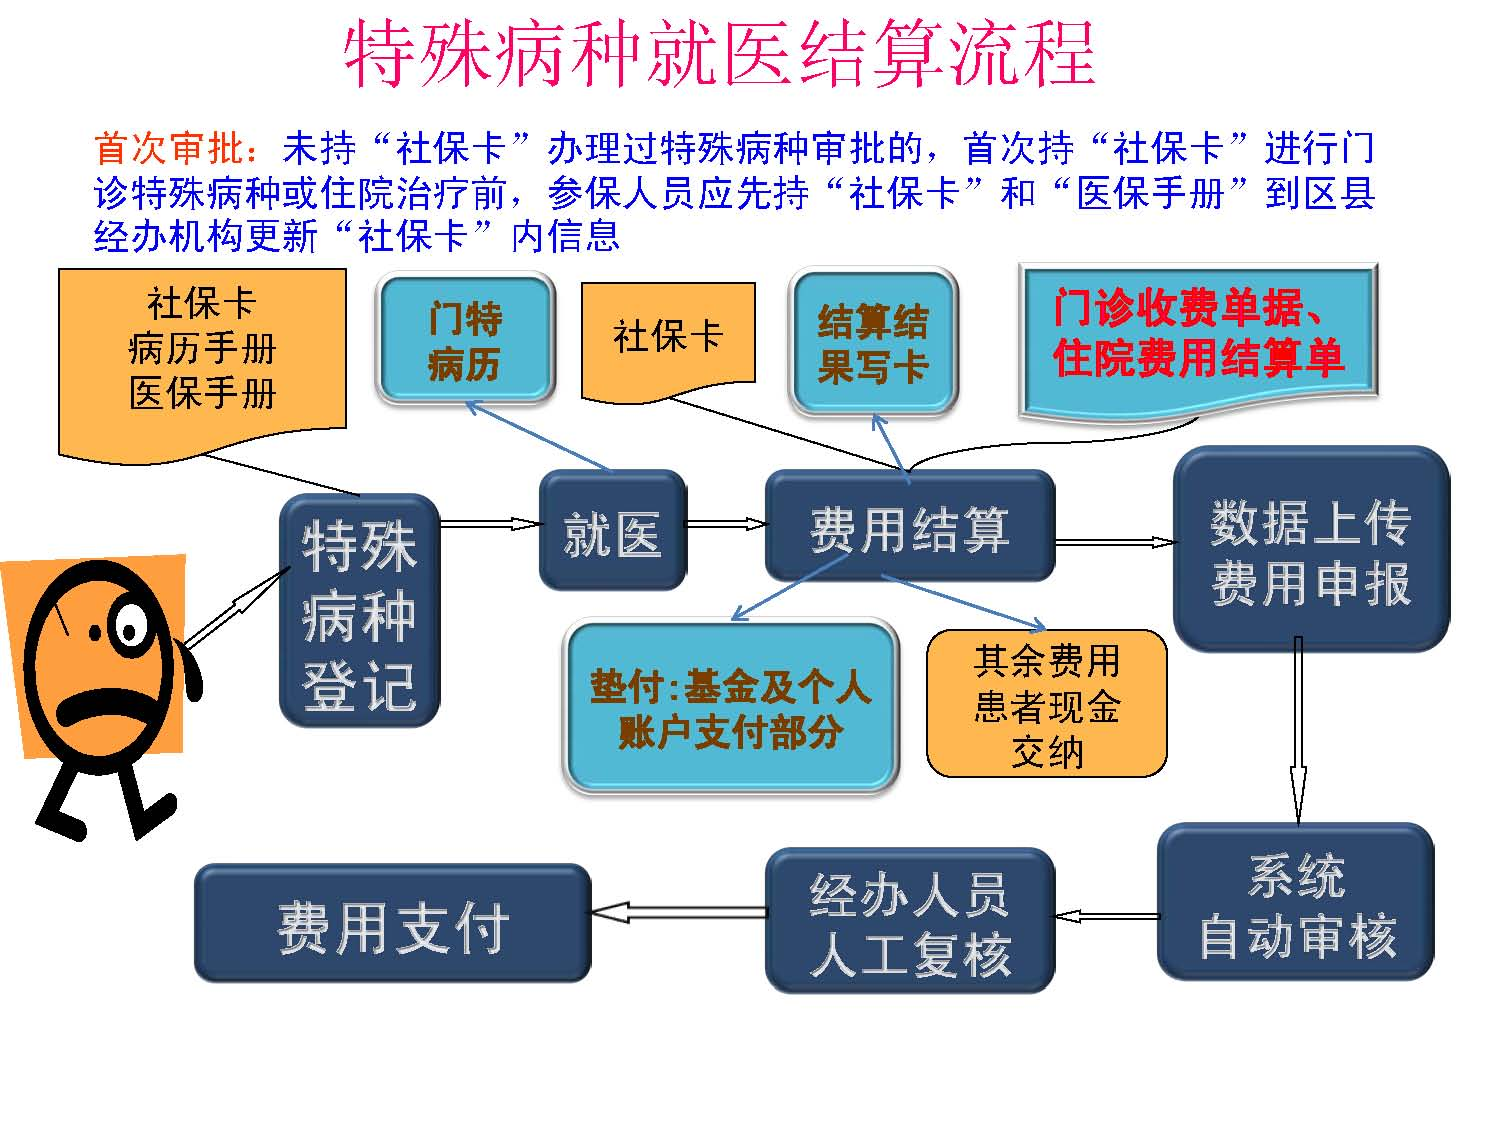 特殊病种就医结算流程
首次审批：未持“社保卡”办理过特殊病种审批的，首次持“社保卡”进行门
诊特殊病种或住院治疗前，参保人员应先持“社保卡”和“医保手册”到区县
经办机构更新“社保卡”内信息
社保卡
病历手册
医保手册
门特
病历
社保卡
结算结
果写卡
门诊收费单据、
住院费用结算单
特殊
病种
登记
就医
费用结算
数据上传
费用申报
垫付:基金及个人
账户支付部分
其余费用
患者现金
交纳
系统
自动审核
经办人员
人工复核
费用支付